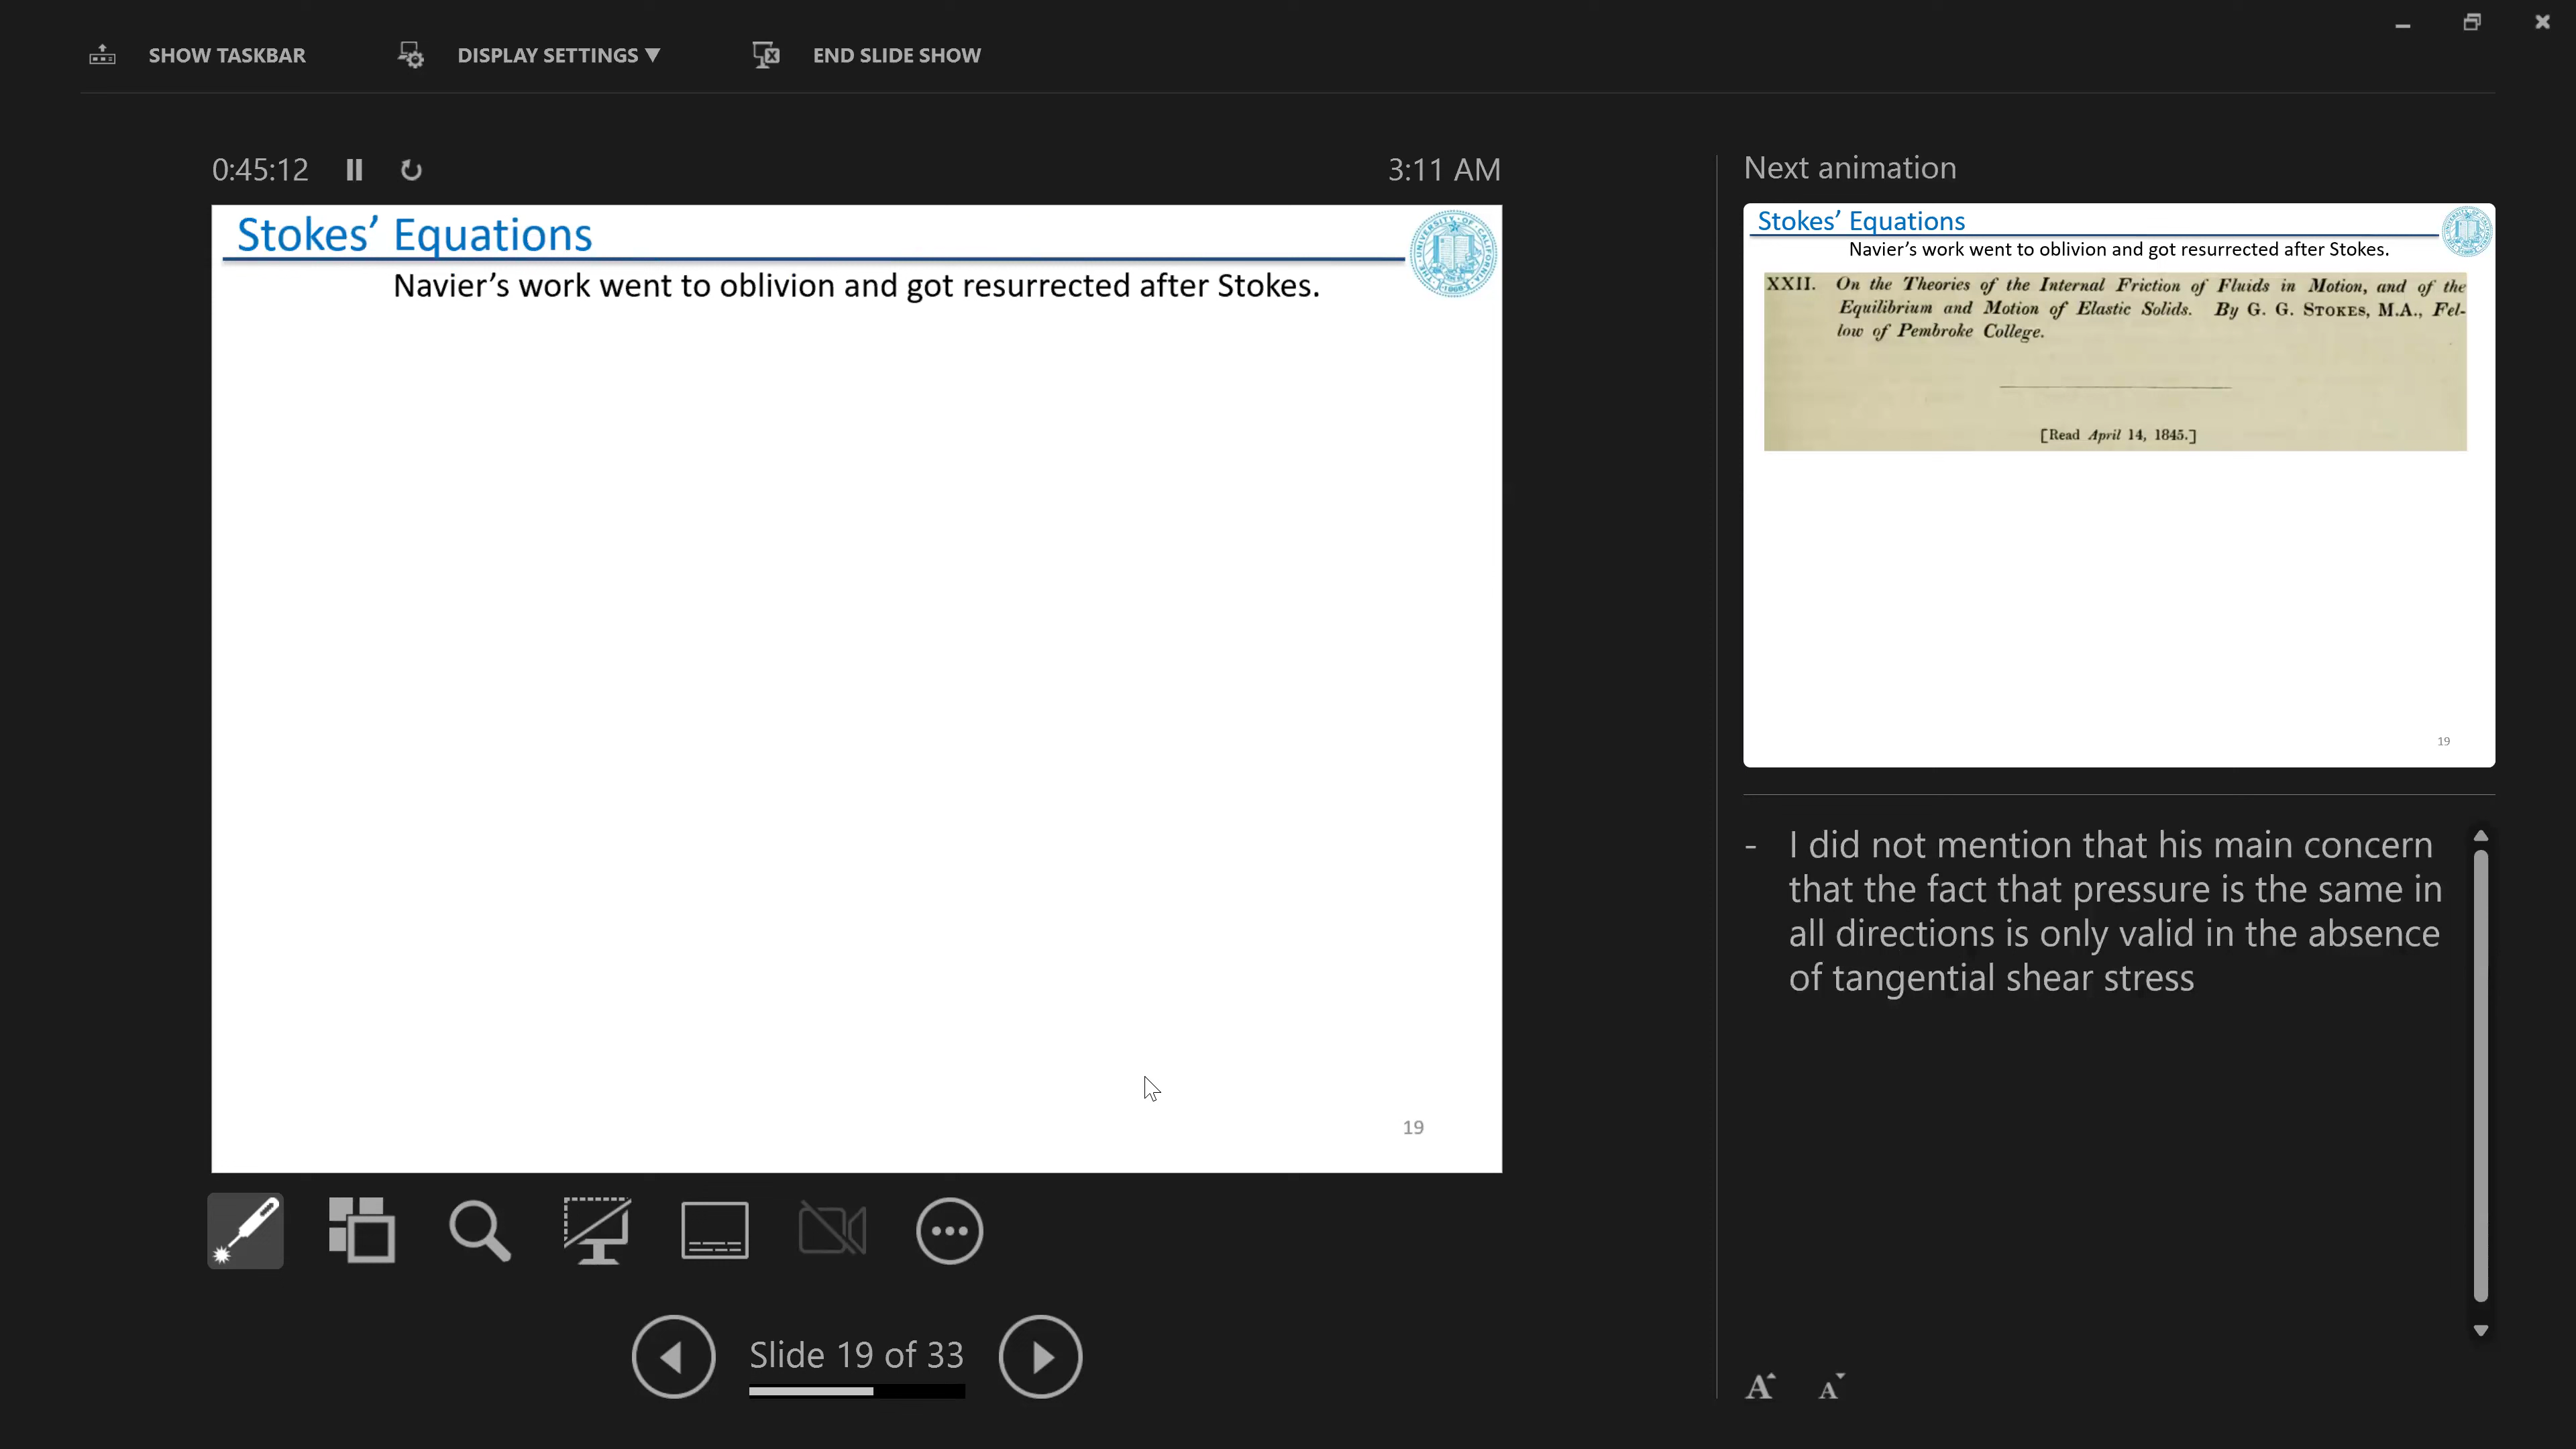 SHOW TASKBAR
DISPLAY SETTINGS ▼
END SLIDE SHOW
0:45:12
3:11 AM
Stokes’ Equations
Navier’s work went to oblivion and got resurrected after Stokes.
19
Slide 19 of 33
Next animation
Stokes’ Equations
Navier’s work went to oblivion and got resurrected after Stokes.
XXII. On the Theories of the Internal Friction of Fluids in Motion, and of the
Equilibrium and Motion of Elastic Solids. By G. G. STOKES, M.A., Fel-
low of Pembroke College.
[Read April 14, 1845.]
19
- I did not mention that his main concern
that the fact that pressure is the same in
all directions is only valid in the absence
of tangential shear stress
A A